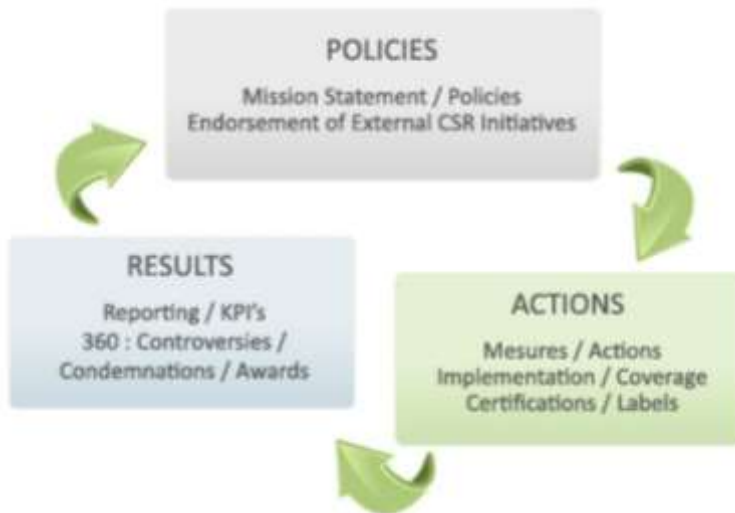 POLICIES
Mission Statement / Policies
Endorsement of External CSR Initiatives
RESULTS
Reporting / KPI's
360 : Controversies /
Condemnations / Awards
ACTIONS
Mesures / Actions
Implementation / Coverage
Certifications / Labels